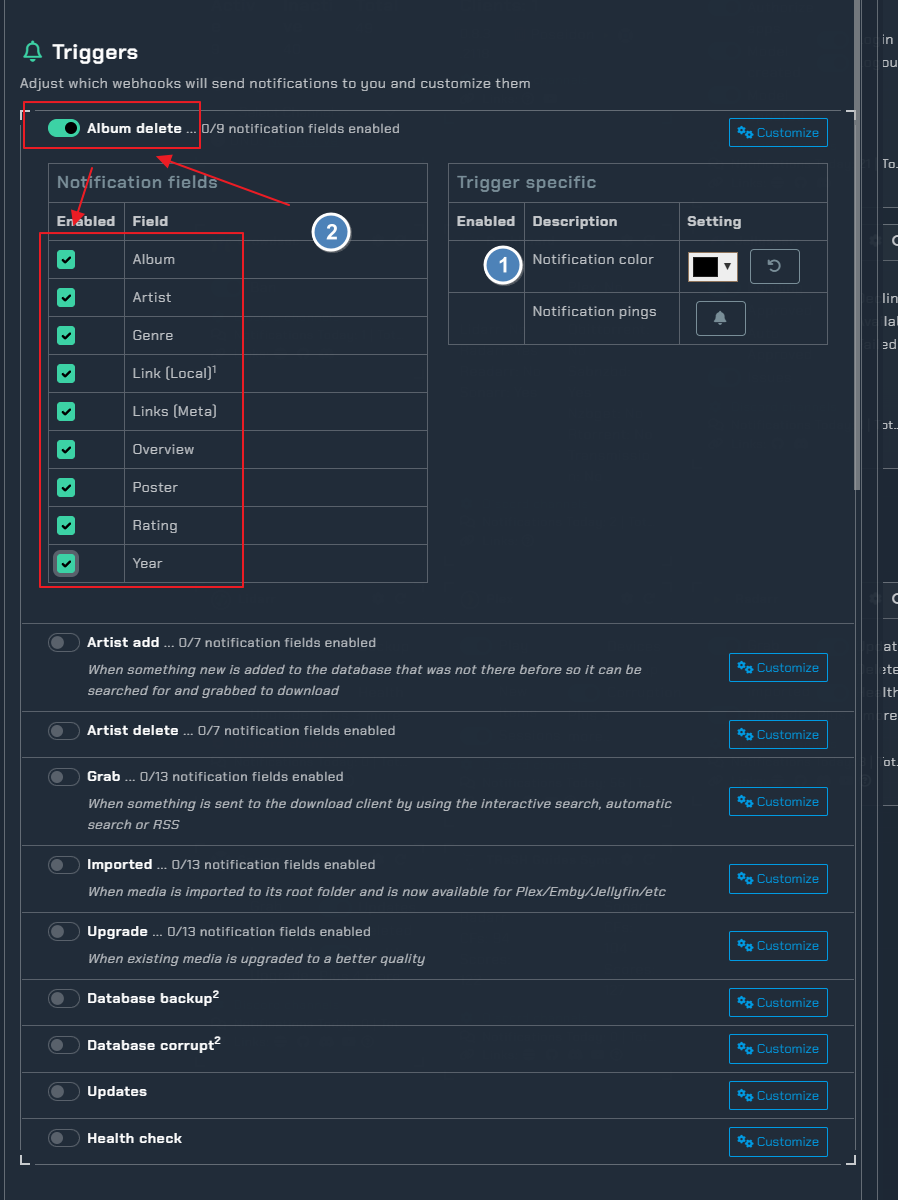 Triggers
Adjust which webhooks will send notifications to you and customize them
Album delete ... 0/9 notification fields enabled
Customize
Notification fields
Enabled Field
Album
Artist
Genre
Link (Local)¹
Links (Meta)
Overview
Poster
Rating
Year
2
Trigger specific
Enabled Description Setting
1 Notification color
Notification pings
Artist add ... 0/7 notification fields enabled
When something new is added to the database that was not there before so it can be
searched for and grabbed to download
Customize
Artist delete ... 0/7 notification fields enabled
Customize
Grab ... 0/13 notification fields enabled
When something is sent to the download client by using the interactive search, automatic
search or RSS
Customize
Imported ... 0/13 notification fields enabled
When media is imported to its root folder and is now available for Plex/Emby/Jellyfin/etc
Customize
Upgrade ... 0/13 notification fields enabled
When existing media is upgraded to a better quality
Customize
Database backup²
Customize
Database corrupt²
Customize
Updates
Customize
Health check
Customize